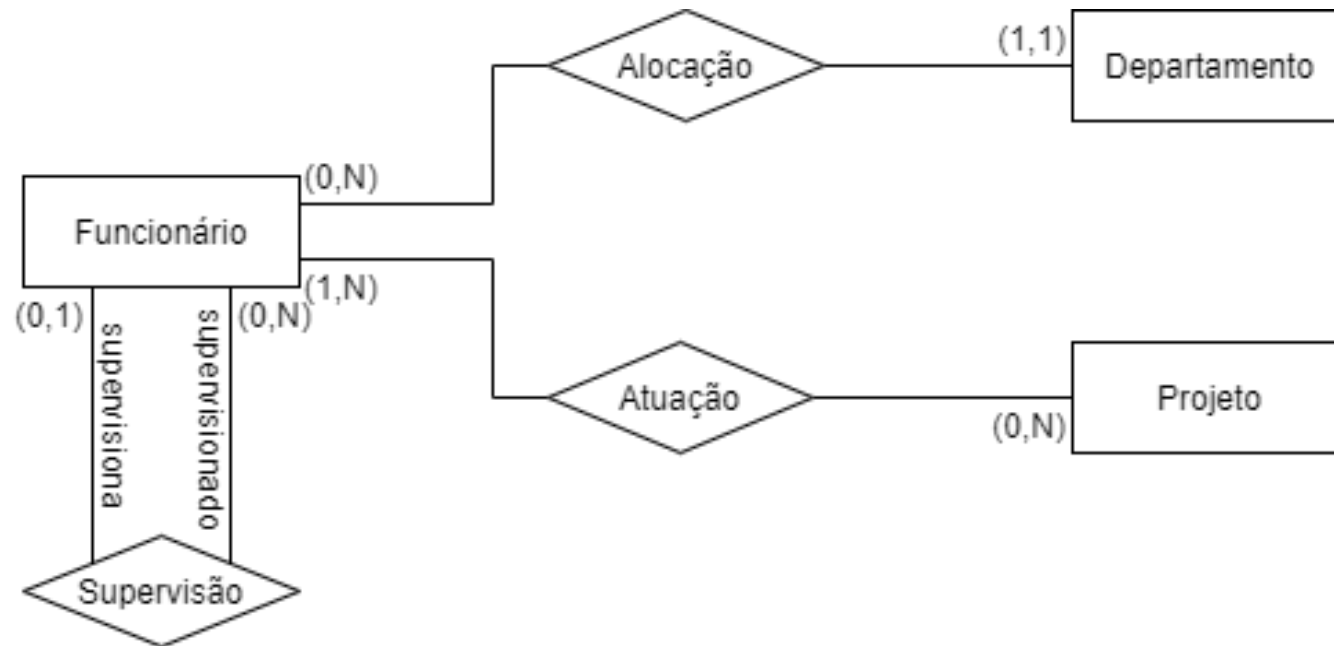 Alocação
(1,1)
Departamento
(0,N)
Funcionário
(1,N)
(0,1)
supervisiona
supervisionado
(0,N)
Atuação
(0,N)
Projeto
Supervisão